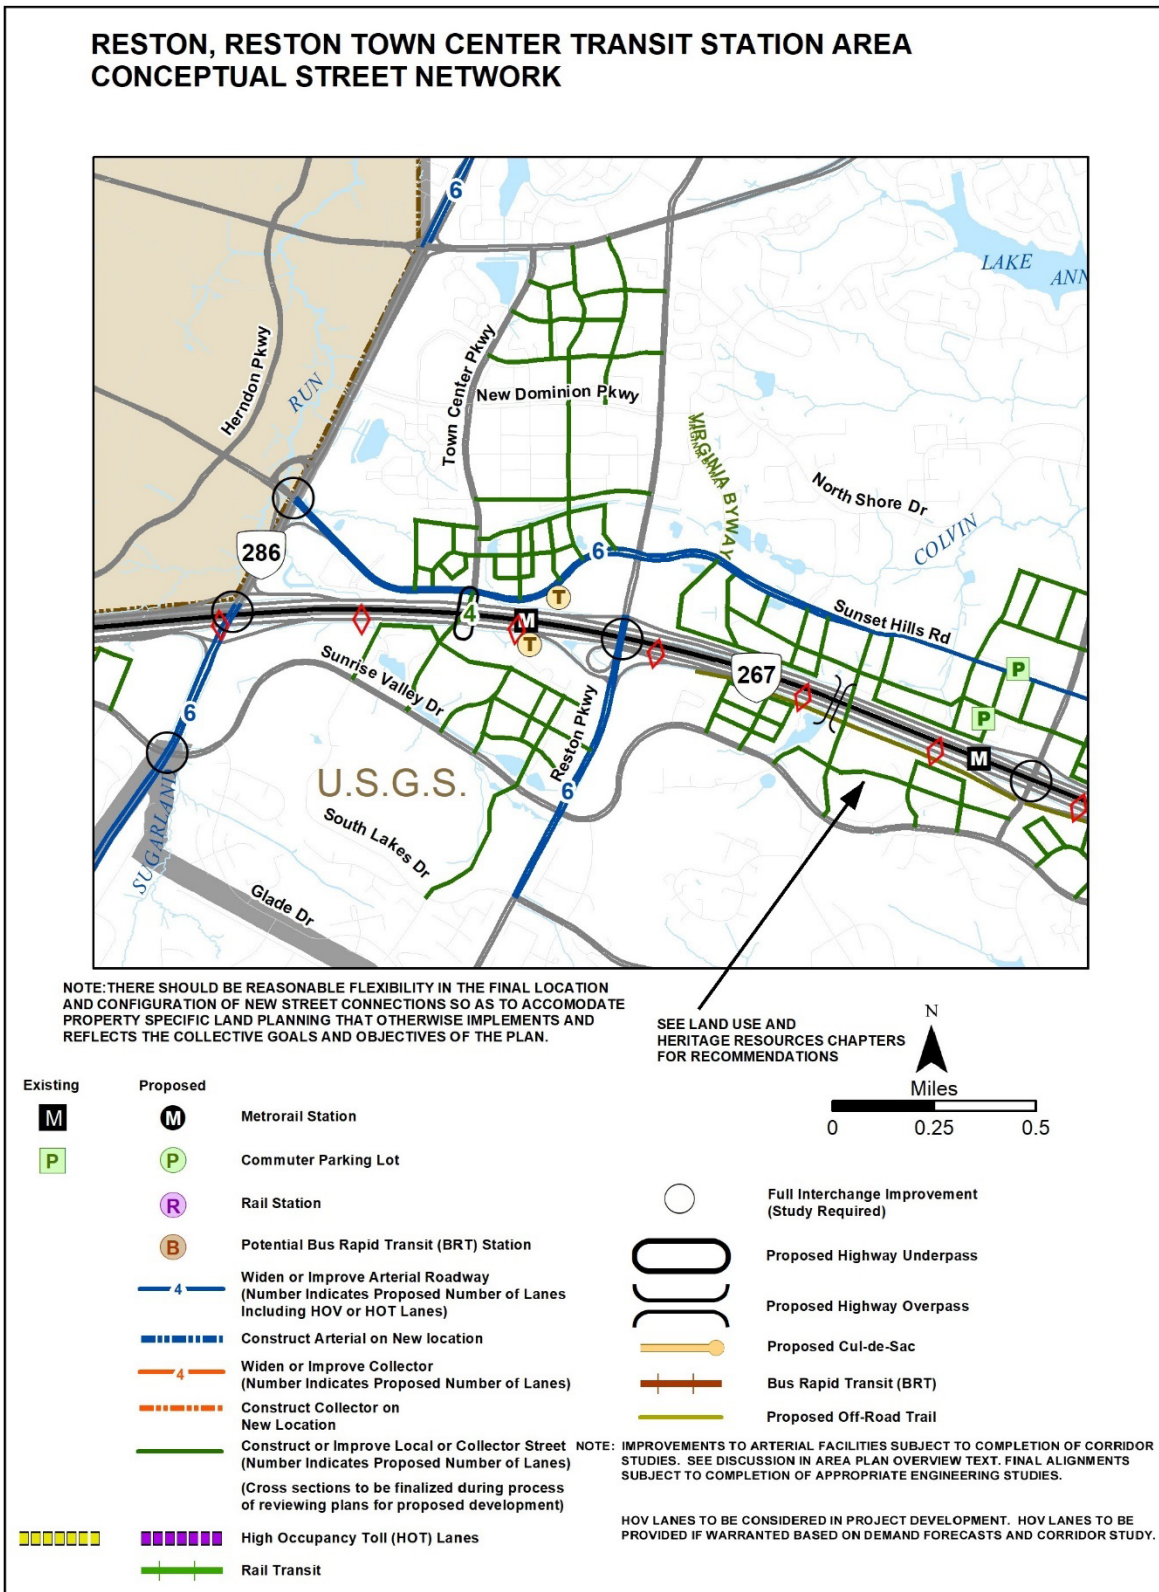 RESTON, RESTON TOWN CENTER TRANSIT STATION AREA
CONCEPTUAL STREET NETWORK
6
LAKE ANN
Herndon Pkwy
RUN
Town Center Pkwy
New Dominion Pkwy
VIRGINIA BYWAY
North Shore Dr
COLVIN
286
6
T
4
M
T
Sunset Hills Rd
P
Sunrise Valley Dr
267
6
P
M
Reston Pkwy
U.S.G.S.
6
SUGARLAND
South Lakes Dr
Glade Dr
NOTE:THERE SHOULD BE REASONABLE FLEXIBILITY IN THE FINAL LOCATION
AND CONFIGURATION OF NEW STREET CONNECTIONS SO AS TO ACCOMODATE
PROPERTY SPECIFIC LAND PLANNING THAT OTHERWISE IMPLEMENTS AND
REFLECTS THE COLLECTIVE GOALS AND OBJECTIVES OF THE PLAN.
SEE LAND USE AND
HERITAGE RESOURCES CHAPTERS
FOR RECOMMENDATIONS
N
Miles
0 0.25 0.5
Existing Proposed
M M Metrorail Station
P P Commuter Parking Lot
R Rail Station
B Potential Bus Rapid Transit (BRT) Station
4 Widen or Improve Arterial Roadway
(Number Indicates Proposed Number of Lanes
Including HOV or HOT Lanes)
Construct Arterial on New location
4 Widen or Improve Collector
(Number Indicates Proposed Number of Lanes)
Construct Collector on
New Location
Construct or Improve Local or Collector Street
(Number Indicates Proposed Number of Lanes)
(Cross sections to be finalized during process
of reviewing plans for proposed development)
High Occupancy Toll (HOT) Lanes
Rail Transit
Full Interchange Improvement
(Study Required)
Proposed Highway Underpass
Proposed Highway Overpass
Proposed Cul-de-Sac
Bus Rapid Transit (BRT)
Proposed Off-Road Trail
NOTE: IMPROVEMENTS TO ARTERIAL FACILITIES SUBJECT TO COMPLETION OF CORRIDOR
STUDIES. SEE DISCUSSION IN AREA PLAN OVERVIEW TEXT. FINAL ALIGNMENTS
SUBJECT TO COMPLETION OF APPROPRIATE ENGINEERING STUDIES.
HOV LANES TO BE CONSIDERED IN PROJECT DEVELOPMENT. HOV LANES TO BE
PROVIDED IF WARRANTED BASED ON DEMAND FORECASTS AND CORRIDOR STUDY.